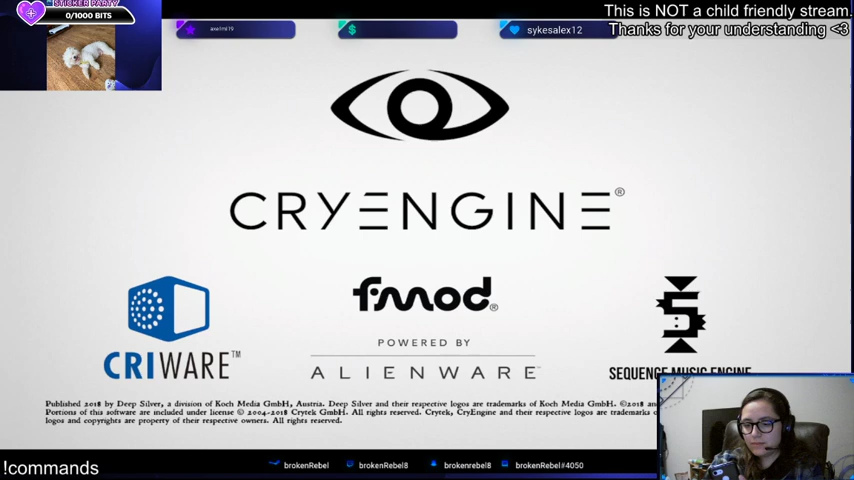 STICKER PARTY
0/1000 BITS
sykesalex12
This is NOT a child friendly stream.
Thanks for your understanding <3
CRYENGINE®
fmod®
POWERED BY
ALIENWARE™
CRIWARE™
S
SEQUENCE MUSIC ENGINE
Published 2018 by Deep Silver, a division of Koch Media GmbH, Austria. Deep Silver and their respective logos are trademarks of Koch Media GmbH. ©2018 and
Portions of this software are included under license © 2004-2018 Crytek GmbH. All rights reserved. Crytek, CryEngine and their respective logos are trademarks o
logos and copyrights are property of their respective owners. All rights reserved.
!commands
brokenRebel
brokenRebel8
brokenrebel8
brokenRebel#4050